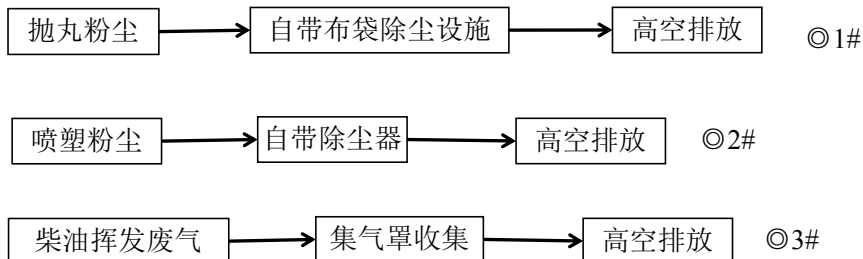 抛丸粉尘 自带布袋除尘设施 高空排放 ◎1#
喷塑粉尘 自带除尘器 高空排放 ◎2#
柴油挥发废气 集气罩收集 高空排放 ◎3#